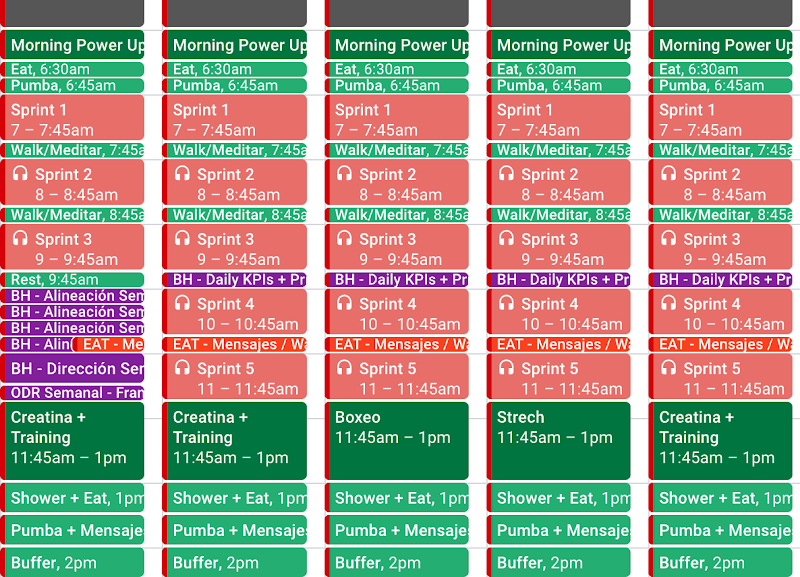 Morning Power Up
Eat, 6:30am
Pumba, 6:45am
Sprint 1
7 – 7:45am
Walk/Meditar, 7:45a
Sprint 2
8 – 8:45am
Walk/Meditar, 8:45a
Sprint 3
9 – 9:45am
Rest, 9:45am
BH - Alineación Sem
BH - Alineación Sem
BH - Alineación Sem
BH - Alin(
EAT - Me
BH - Dirección Sem
ODR Semanal - Fran
Creatina +
Training
11:45am – 1pm
Shower + Eat, 1pm
Pumba + Mensaje
Buffer, 2pm
Morning Power Up
Eat, 6:30am
Pumba, 6:45am
Sprint 1
7 – 7:45am
Walk/Meditar, 7:45a
Sprint 2
8 – 8:45am
Walk/Meditar, 8:45a
Sprint 3
9 – 9:45am
BH - Daily KPIs + Pr
Sprint 4
10 – 10:45am
EAT - Mensajes / Wa
Sprint 5
11 – 11:45am
Creatina +
Training
11:45am – 1pm
Shower + Eat, 1pm
Pumba + Mensaje
Buffer, 2pm
Morning Power Up
Eat, 6:30am
Pumba, 6:45am
Sprint 1
7 – 7:45am
Walk/Meditar, 7:45a
Sprint 2
8 – 8:45am
Walk/Meditar, 8:45a
Sprint 3
9 – 9:45am
BH - Daily KPIs + Pr
Sprint 4
10 – 10:45am
EAT - Mensajes / Wa
Sprint 5
11 – 11:45am
Boxeo
11:45am – 1pm
Shower + Eat, 1pm
Pumba + Mensaje
Buffer, 2pm
Morning Power Up
Eat, 6:30am
Pumba, 6:45am
Sprint 1
7 – 7:45am
Walk/Meditar, 7:45a
Sprint 2
8 – 8:45am
Walk/Meditar, 8:45a
Sprint 3
9 – 9:45am
BH - Daily KPIs + Pr
Sprint 4
10 – 10:45am
EAT - Mensajes / Wa
Sprint 5
11 – 11:45am
Strech
11:45am – 1pm
Shower + Eat, 1pm
Pumba + Mensaje
Buffer, 2pm
Morning Power Up
Eat, 6:30am
Pumba, 6:45am
Sprint 1
7 – 7:45am
Walk/Meditar, 7:45a
Sprint 2
8 – 8:45am
Walk/Meditar, 8:45a
Sprint 3
9 – 9:45am
BH - Daily KPIs + Pr
Sprint 4
10 – 10:45am
EAT - Mensajes / Wa
Sprint 5
11 – 11:45am
Creatina +
Training
11:45am – 1pm
Shower + Eat, 1pm
Pumba + Mensaje
Buffer, 2pm